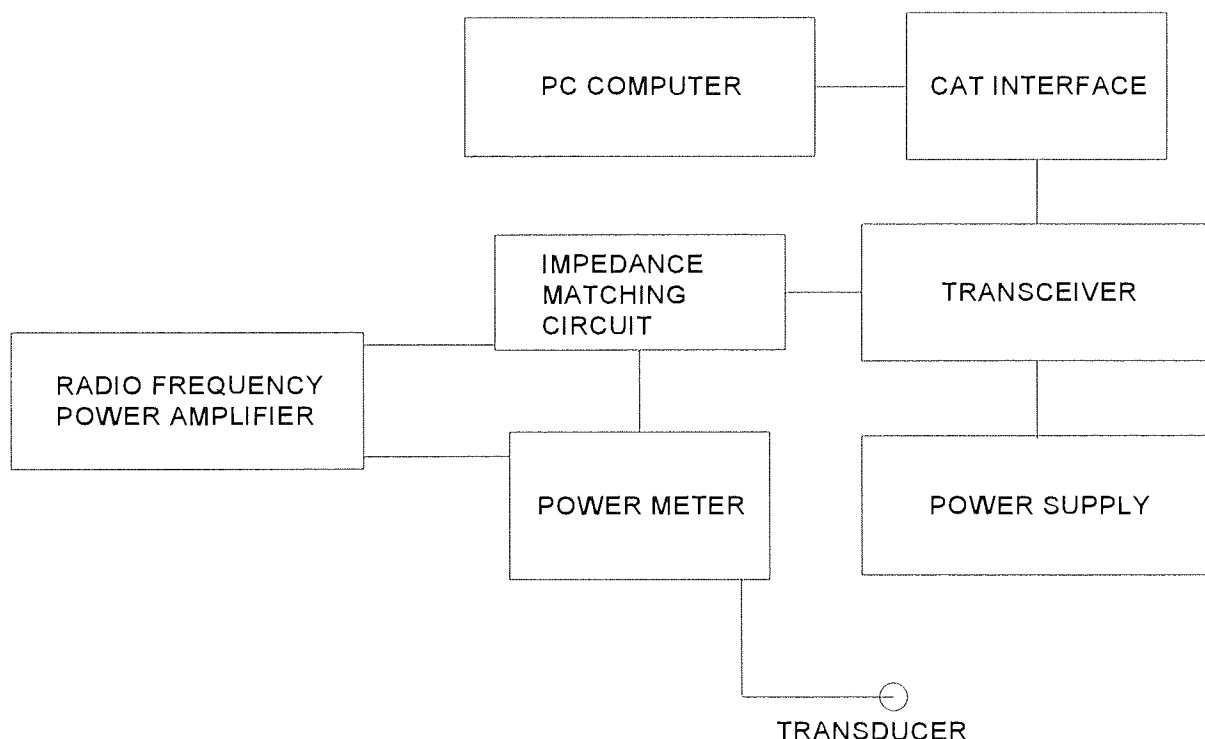 PC COMPUTER
CAT INTERFACE
IMPEDANCE
MATCHING
CIRCUIT
TRANSCEIVER
RADIO FREQUENCY
POWER AMPLIFIER
POWER METER
POWER SUPPLY
TRANSDUCER